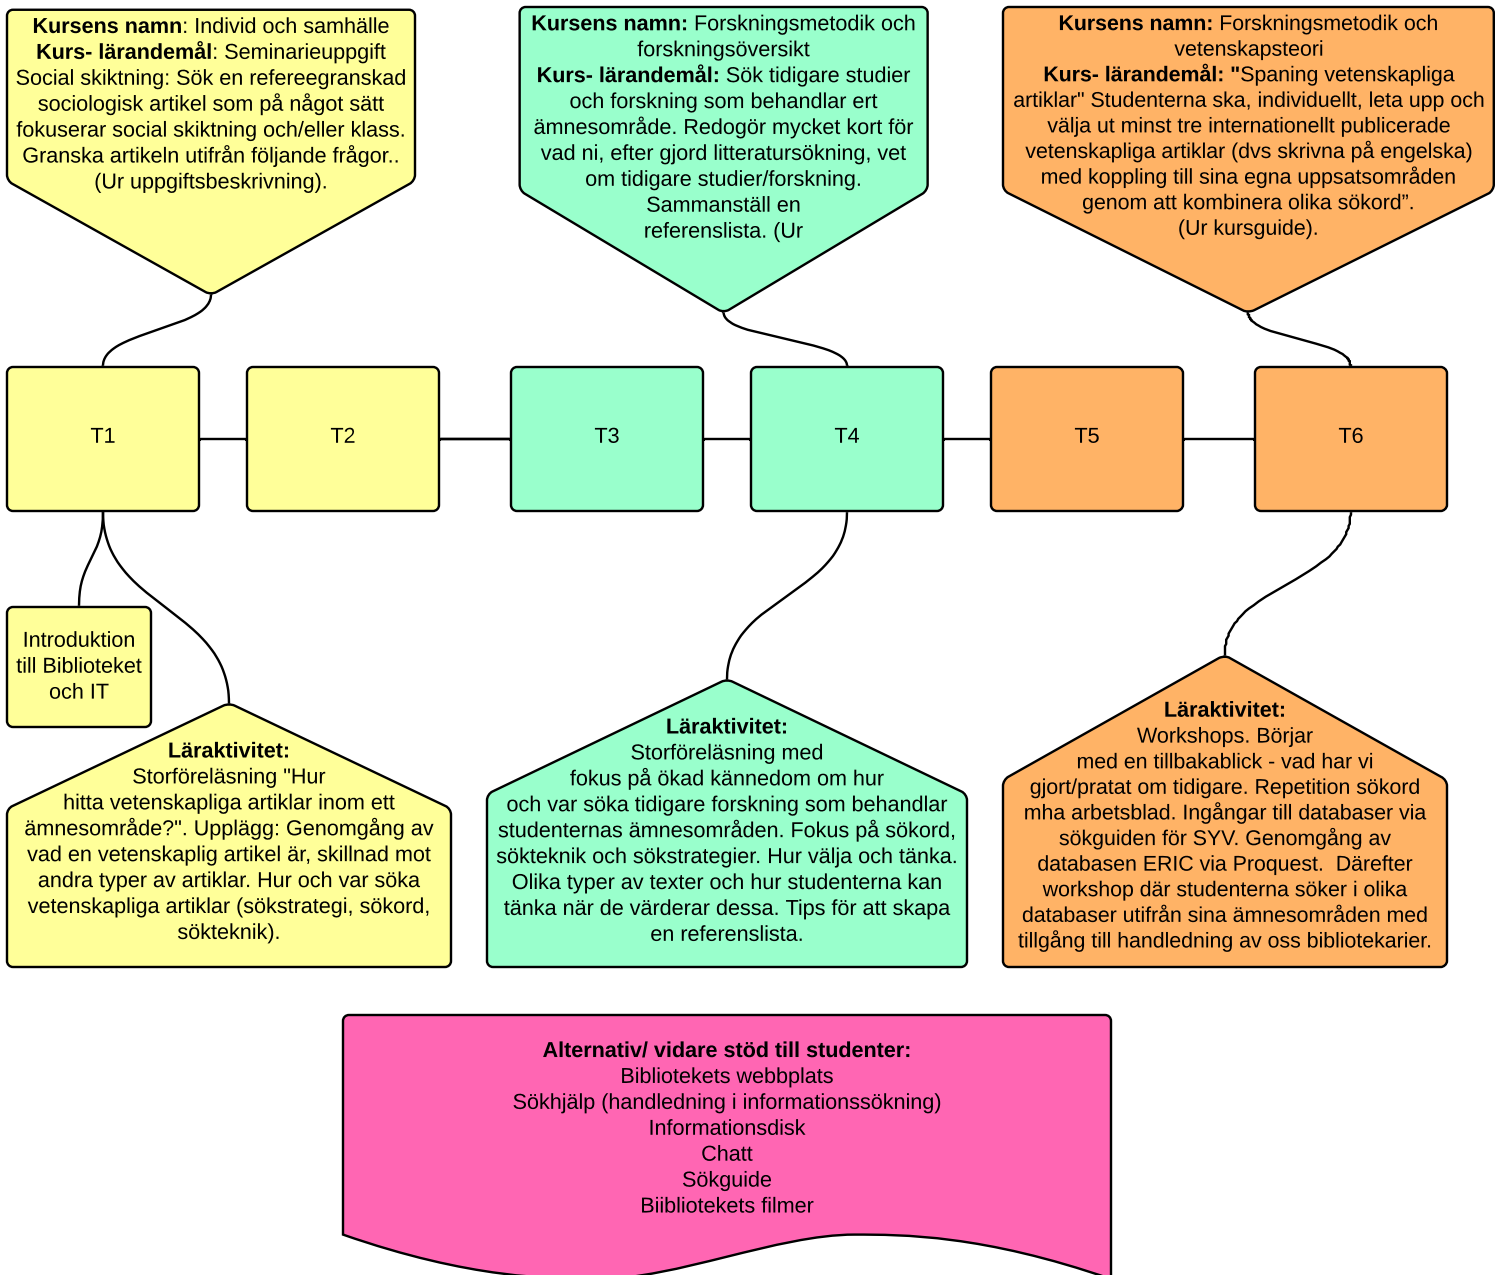 Kursens namn: Individ och samhälle
Kurs- lärandemål: Seminarieuppgift
Social skiktning: Sök en refereegranskad
sociologisk artikel som på något sätt
fokuserar social skiktning och/eller klass.
Granska artikeln utifrån följande frågor..
(Ur uppgiftsbeskrivning).
Kursens namn: Forskningsmetodik och
forskningsöversikt
Kurs- lärandemål: Sök tidigare studier
och forskning som behandlar ert
ämnesområde. Redogör mycket kort för
vad ni, efter gjord litteratursökning, vet
om tidigare studier/forskning.
Sammanställ en
referenslista. (Ur
Kursens namn: Forskningsmetodik och
vetenskapsteori
Kurs- lärandemål: "Spaning vetenskapliga
artiklar" Studenterna ska, individuellt, leta upp och
välja ut minst tre internationellt publicerade
vetenskapliga artiklar (dvs skrivna på engelska)
med koppling till sina egna uppsatsområden
genom att kombinera olika sökord”.
(Ur kursguide).
T1
T2
T3
T4
T5
T6
Introduktion
till Biblioteket
och IT
Läraktivitet:
Storföreläsning "Hur
hitta vetenskapliga artiklar inom ett
ämnesområde?". Upplägg: Genomgång av
vad en vetenskaplig artikel är, skillnad mot
andra typer av artiklar. Hur och var söka
vetenskapliga artiklar (sökstrategi, sökord,
sökteknik).
Läraktivitet:
Storföreläsning med
fokus på ökad kännedom om hur
och var söka tidigare forskning som behandlar
studenternas ämnesområden. Fokus på sökord,
sökteknik och sökstrategier. Hur välja och tänka.
Olika typer av texter och hur studenterna kan
tänka när de värderar dessa. Tips för att skapa
en referenslista.
Läraktivitet:
Workshops. Börjar
med en tillbakablick - vad har vi
gjort/pratat om tidigare. Repetition sökord
mha arbetsblad. Ingångar till databaser via
sökguiden för SYV. Genomgång av
databasen ERIC via Proquest.  Därefter
workshop där studenterna söker i olika
databaser utifrån sina ämnesområden med
tillgång till handledning av oss bibliotekarier.
Alternativ/ vidare stöd till studenter:
Bibliotekets webbplats
Sökhjälp (handledning i informationssökning)
Informationsdisk
Chatt
Sökguide
Biibliotekets filmer